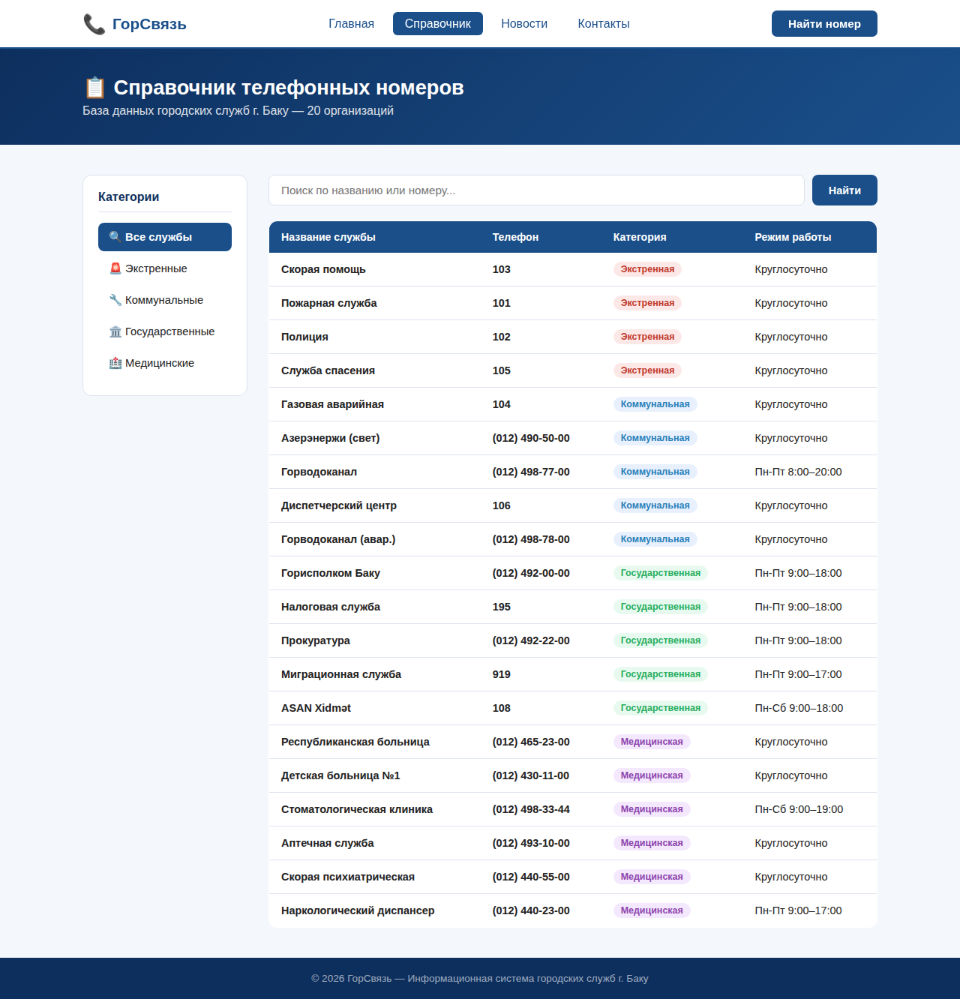 ГорСвязь
Главная Справочник Новости Контакты
Найти номер
Справочник телефонных номеров
База данных городских служб г. Баку — 20 организаций
Категории
Все службы
Экстренные
Коммунальные
Государственные
Медицинские
Поиск по названию или номеру... Найти
Название службы Телефон Категория Режим работы
Скорая помощь 103 Экстренная Круглосуточно
Пожарная служба 101 Экстренная Круглосуточно
Полиция 102 Экстренная Круглосуточно
Служба спасения 105 Экстренная Круглосуточно
Газовая аварийная 104 Коммунальная Круглосуточно
Азерэнержи (свет) (012) 490-50-00 Коммунальная Круглосуточно
Горводоканал (012) 498-77-00 Коммунальная Пн-Пт 8:00–20:00
Диспетчерский центр 106 Коммунальная Круглосуточно
Горводоканал (авар.) (012) 498-78-00 Коммунальная Круглосуточно
Горисполком Баку (012) 492-00-00 Государственная Пн-Пт 9:00–18:00
Налоговая служба 195 Государственная Пн-Пт 9:00–18:00
Прокуратура (012) 492-22-00 Государственная Пн-Пт 9:00–18:00
Миграционная служба 919 Государственная Пн-Пт 9:00–17:00
ASAN Xidmət 108 Государственная Пн-Сб 9:00–18:00
Республиканская больница (012) 465-23-00 Медицинская Круглосуточно
Детская больница №1 (012) 430-11-00 Медицинская Круглосуточно
Стоматологическая клиника (012) 498-33-44 Медицинская Пн-Сб 9:00–19:00
Аптечная служба (012) 493-10-00 Медицинская Круглосуточно
Скорая психиатрическая (012) 440-55-00 Медицинская Круглосуточно
Наркологический диспансер (012) 440-23-00 Медицинская Пн-Пт 9:00–17:00
© 2026 ГорСвязь — Информационная система городских служб г. Баку